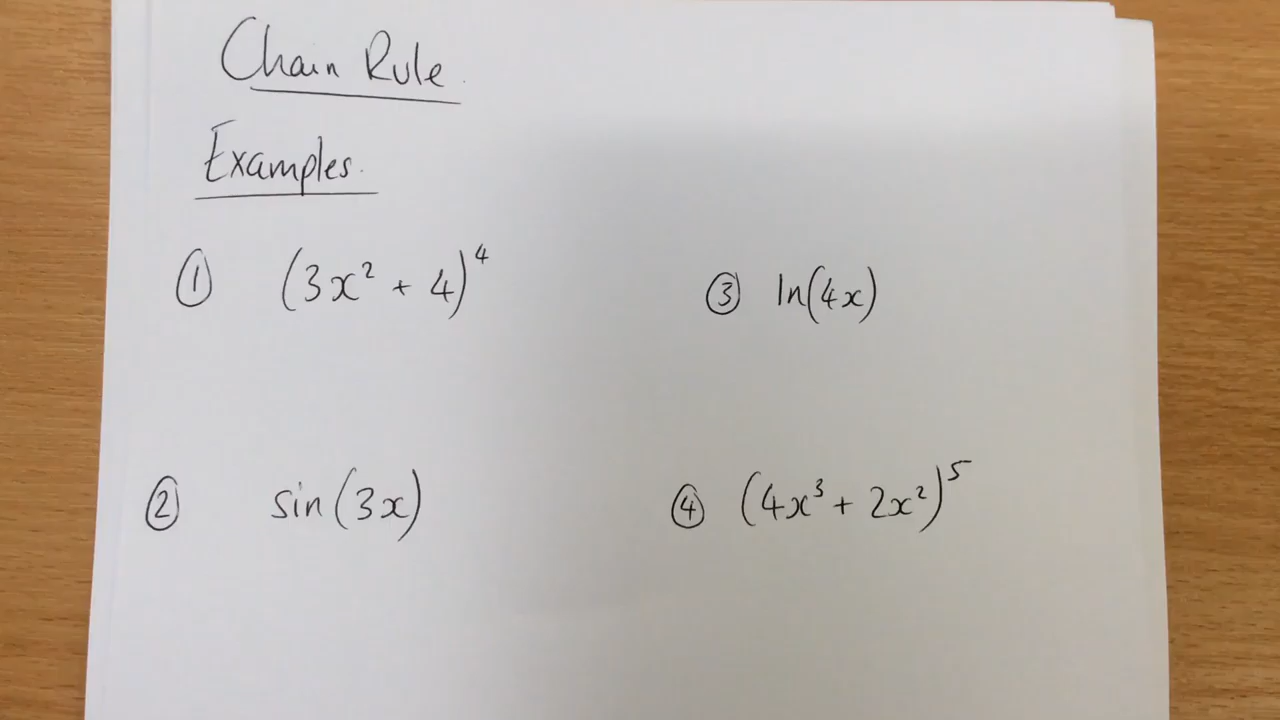 Chain Rule.
Examples.
① (3x² + 4)⁴
③ ln(4x)
② sin(3x)
④ (4x³ + 2x²)⁵